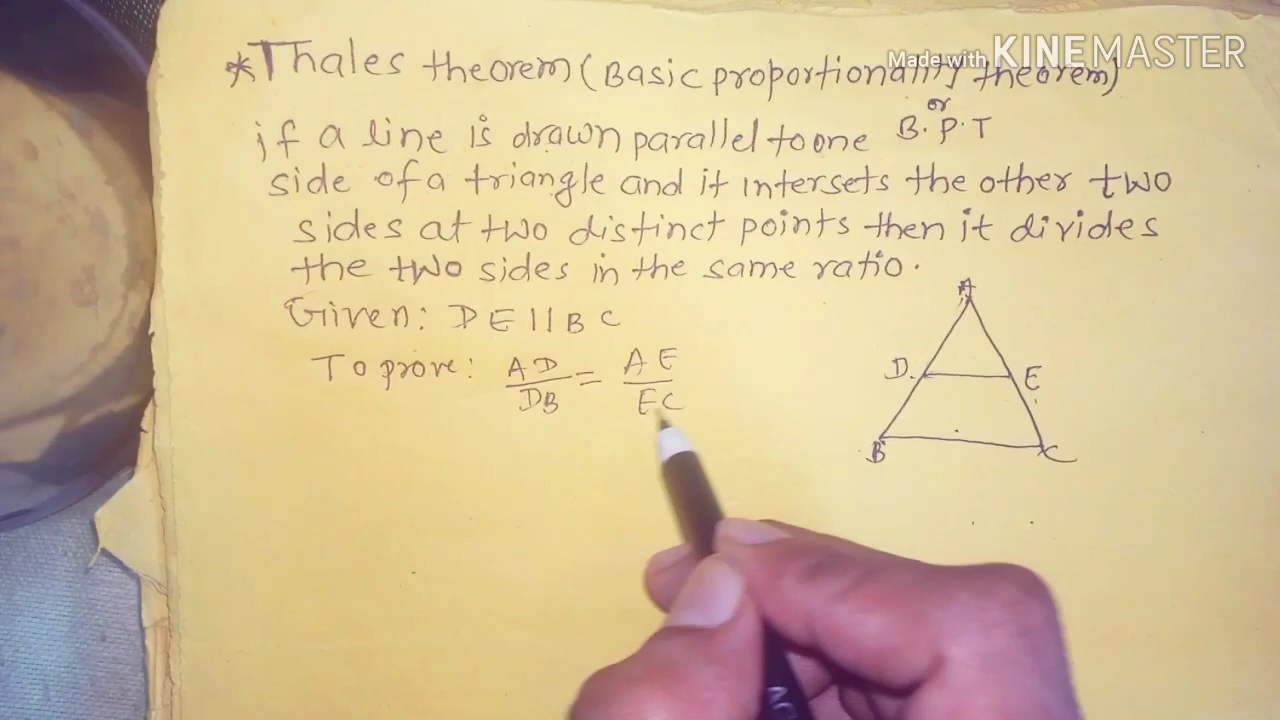 *Thales theorem (Basic proportionality theorem)
Made with KINEMASTER
or
B.P.T
if a line is drawn parallel to one
side of a triangle and it intersets the other two
sides at two distinct points then it divides
the two sides in the same ratio.
Given: DE || BC
To prove: AD/DB = AE/EC
A
D. E
B C